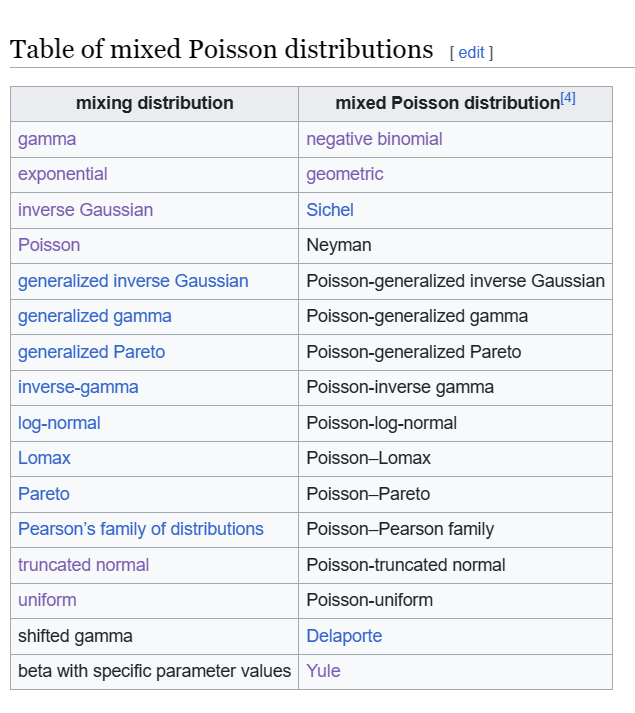 Table of mixed Poisson distributions [ edit ]
mixing distribution mixed Poisson distribution[4]
gamma negative binomial
exponential geometric
inverse Gaussian Sichel
Poisson Neyman
generalized inverse Gaussian Poisson-generalized inverse Gaussian
generalized gamma Poisson-generalized gamma
generalized Pareto Poisson-generalized Pareto
inverse-gamma Poisson-inverse gamma
log-normal Poisson-log-normal
Lomax Poisson–Lomax
Pareto Poisson–Pareto
Pearson’s family of distributions Poisson–Pearson family
truncated normal Poisson-truncated normal
uniform Poisson-uniform
shifted gamma Delaporte
beta with specific parameter values Yule